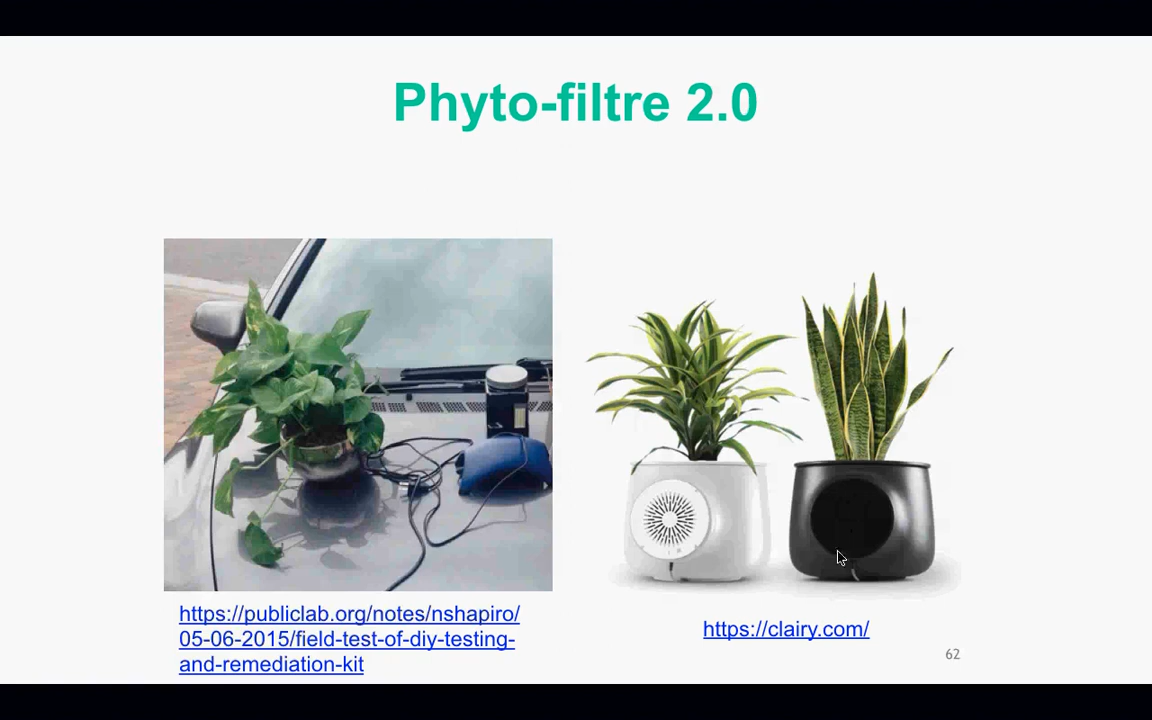 Phyto-filtre 2.0
https://publiclab.org/notes/nshapiro/
05-06-2015/field-test-of-diy-testing-
and-remediation-kit
https://clairy.com/
62